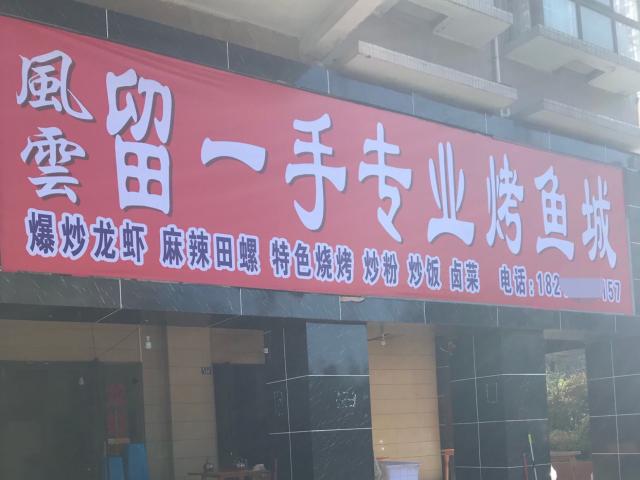 風雲
留一手专业烤鱼城
爆炒龙虾 麻辣田螺 特色烧烤 炒粉 炒饭 卤菜 电话:182 157